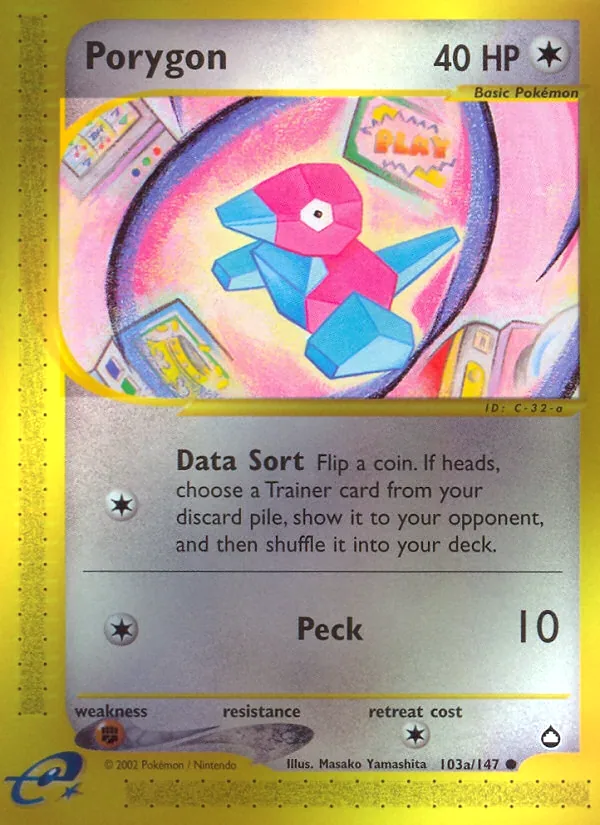 Porygon
40 HP
Basic Pokémon
PLAY
ID: C-32-a
Data Sort Flip a coin. If heads,
choose a Trainer card from your
discard pile, show it to your opponent,
and then shuffle it into your deck.
Peck 10
weakness resistance retreat cost
© 2002 Pokémon / Nintendo Illus. Masako Yamashita 103a/147
e